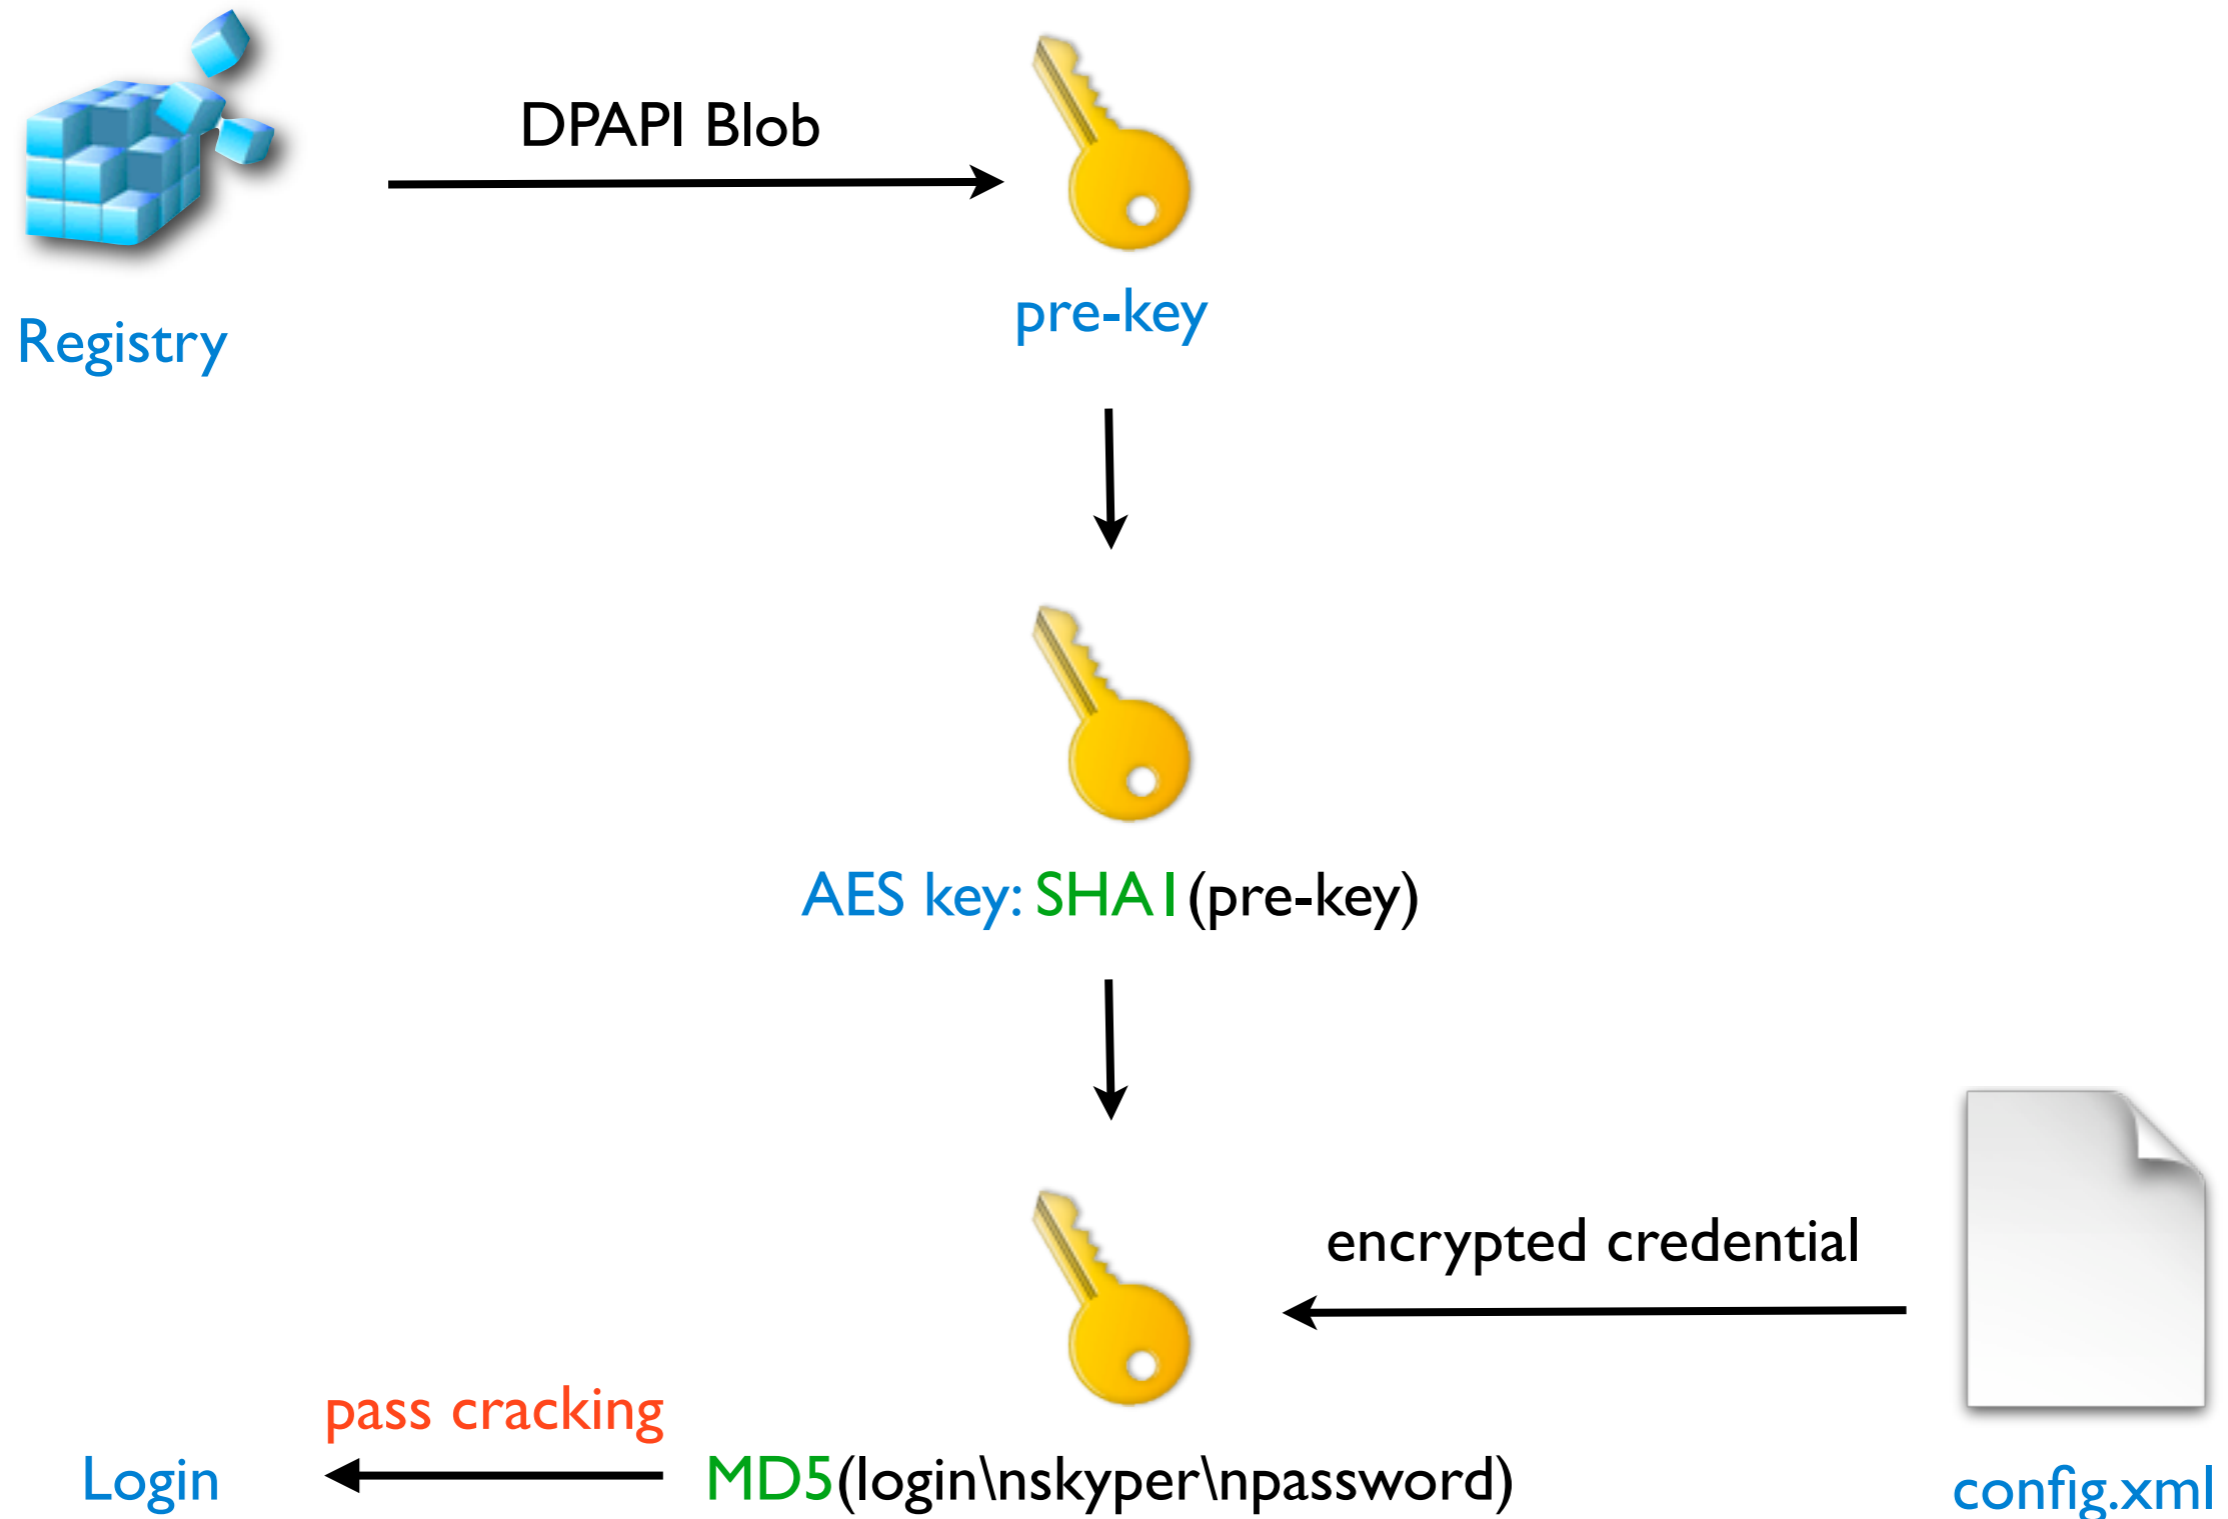 DPAPI Blob
pre-key
Registry
AES key: SHA1(pre-key)
encrypted credential
pass cracking
Login
MD5(login\nskyper\npassword)
config.xml